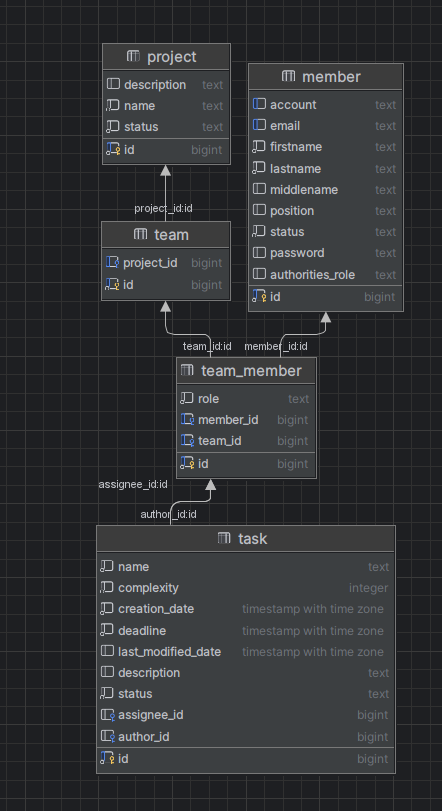 project
description text
name text
status text
id bigint
member
account text
email text
firstname text
lastname text
middlename text
position text
status text
password text
authorities_role text
id bigint
project_id:id
team
project_id bigint
id bigint
team_id:id
member_id:id
team_member
role text
member_id bigint
team_id bigint
id bigint
assignee_id:id
author_id:id
task
name text
complexity integer
creation_date timestamp with time zone
deadline timestamp with time zone
last_modified_date timestamp with time zone
description text
status text
assignee_id bigint
author_id bigint
id bigint